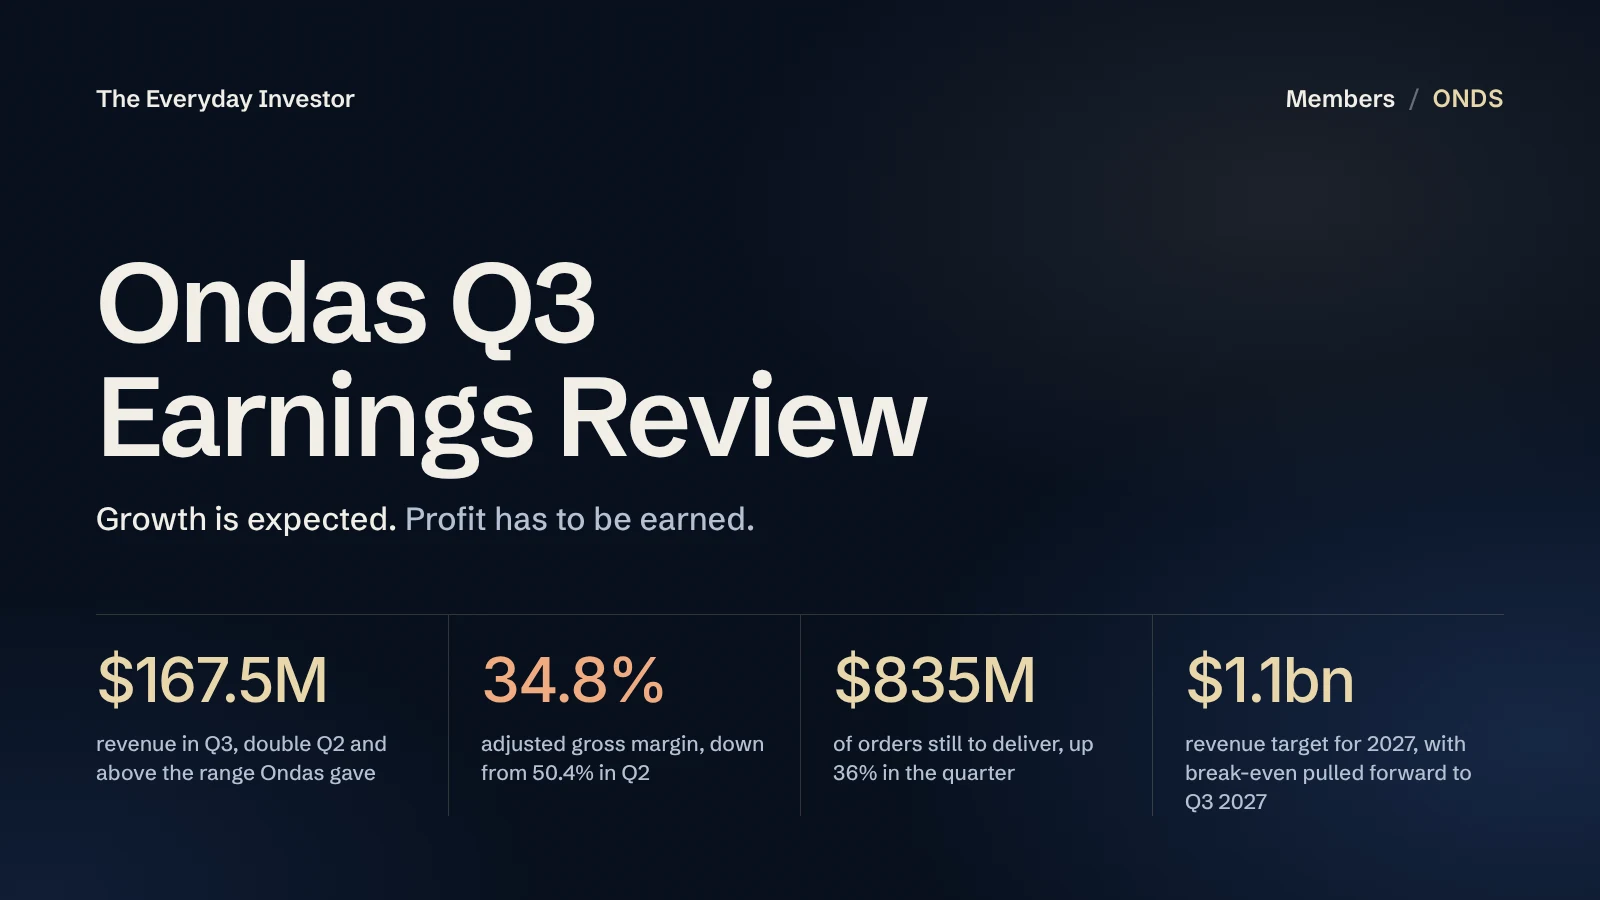 The Everyday Investor
Members / ONDS
Ondas Q3
Earnings Review
Growth is expected. Profit has to be earned.
$167.5M
revenue in Q3, double Q2 and
above the range Ondas gave
34.8%
adjusted gross margin, down
from 50.4% in Q2
$835M
of orders still to deliver, up
36% in the quarter
$1.1bn
revenue target for 2027, with
break-even pulled forward to
Q3 2027